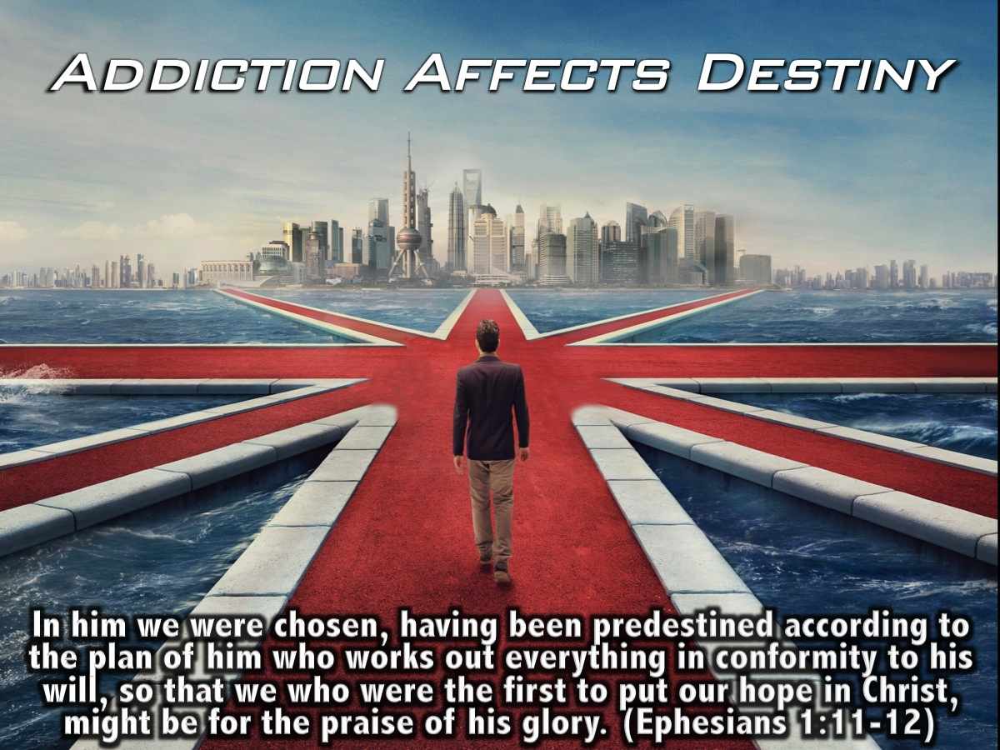 Addiction Affects Destiny
In him we were chosen, having been predestined according to
the plan of him who works out everything in conformity to his
will, so that we who were the first to put our hope in Christ,
might be for the praise of his glory. (Ephesians 1:11-12)